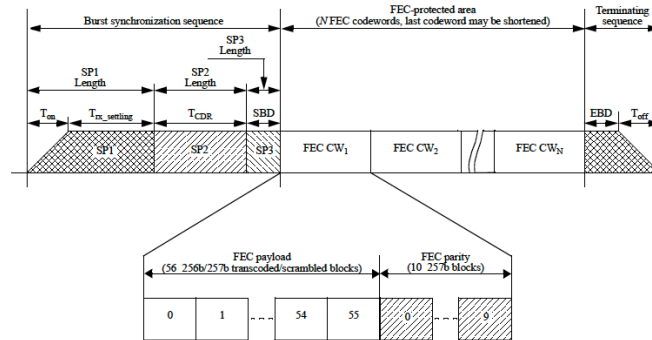 Burst synchronization sequence
FEC-protected area
(N FEC codewords, last codeword may be shortened)
Terminating
sequence
SP3
Length
SP1
Length
SP2
Length
Ton
Trx_settling
TCDR
SBD
EBD
Toff
SP1
SP2
SP3
FEC CW1
FEC CW2
FEC CWN
FEC payload
(56 256b/257b transcoded/scrambled blocks)
FEC parity
(10 257b blocks)
0
1
54
55
0
9